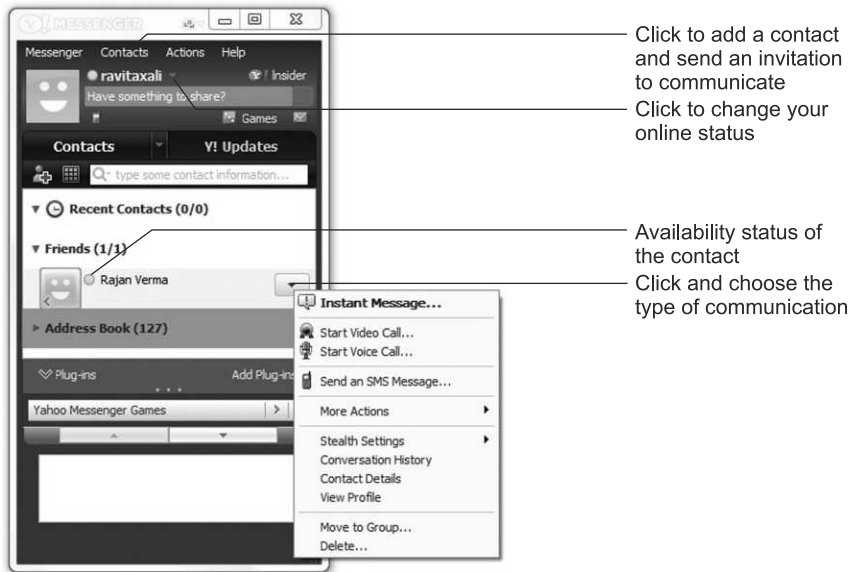 Y! MESSENGER
Messenger Contacts Actions Help
ravitaxali
Y! Insider
Have something to share?
Games
Contacts Y! Updates
type some contact information...
Recent Contacts (0/0)
Friends (1/1)
Rajan Verma
Address Book (127)
Plug-ins Add Plug-ins
Yahoo Messenger Games
Instant Message...
Start Video Call...
Start Voice Call...
Send an SMS Message...
More Actions
Stealth Settings
Conversation History
Contact Details
View Profile
Move to Group...
Delete...
Click to add a contact
and send an invitation
to communicate
Click to change your
online status
Availability status of
the contact
Click and choose the
type of communication